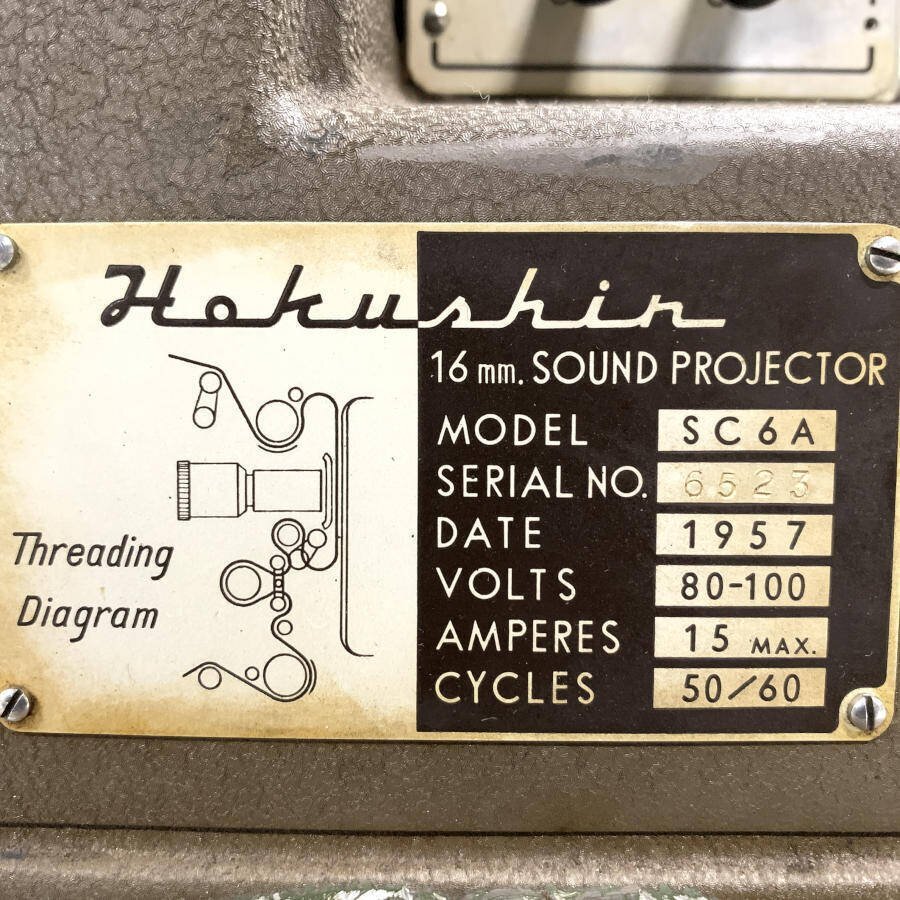 Hokushin
16 mm. SOUND PROJECTOR
MODEL SC6A
SERIAL NO. 6523
DATE 1957
VOLTS 80-100
AMPERES 15 MAX.
CYCLES 50/60
Threading
Diagram